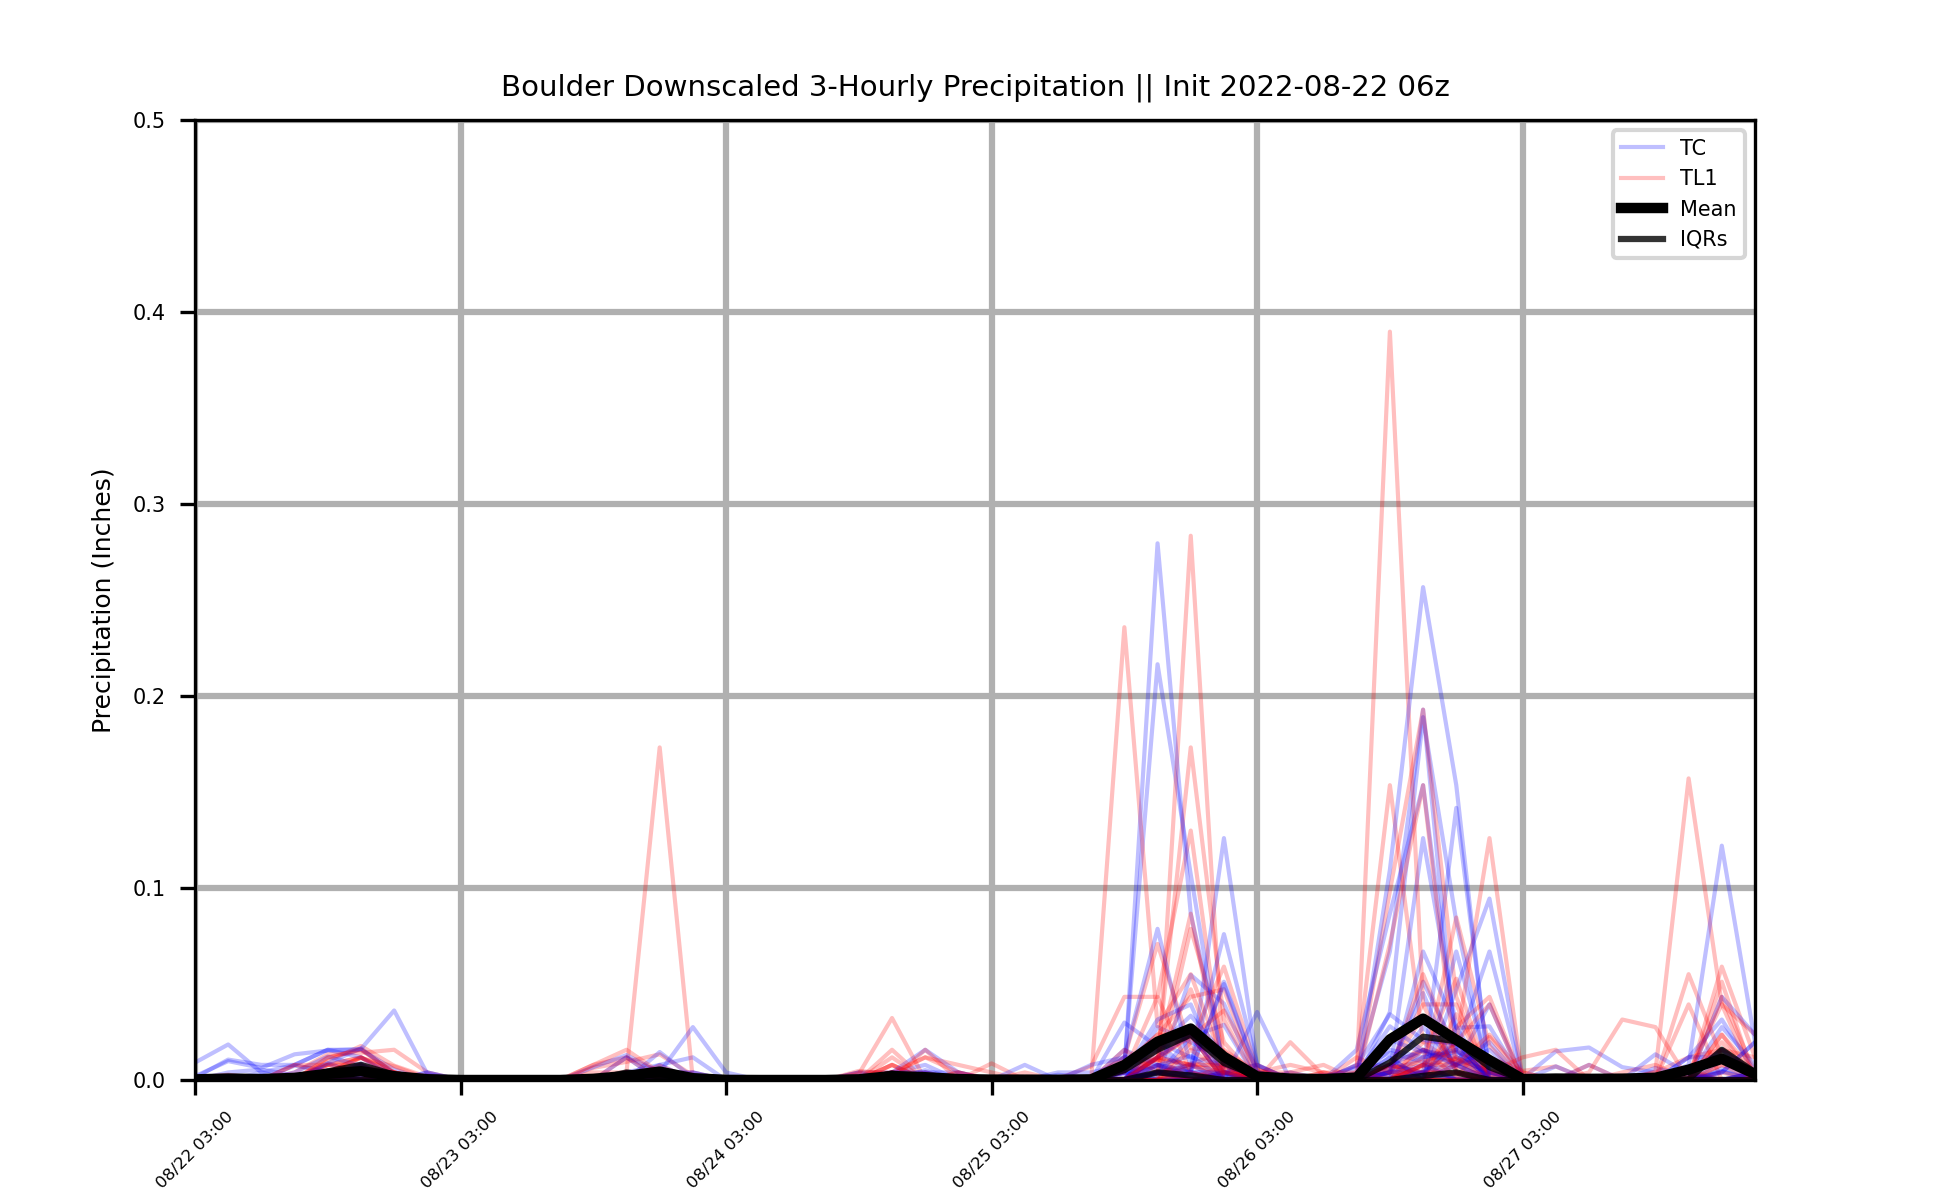 Boulder Downscaled 3-Hourly Precipitation || Init 2022-08-22 06z
Precipitation (Inches)
0.5
0.4
0.3
0.2
0.1
0.0
TC
TL1
Mean
IQRs
08/22 03:00
08/23 03:00
08/24 03:00
08/25 03:00
08/26 03:00
08/27 03:00